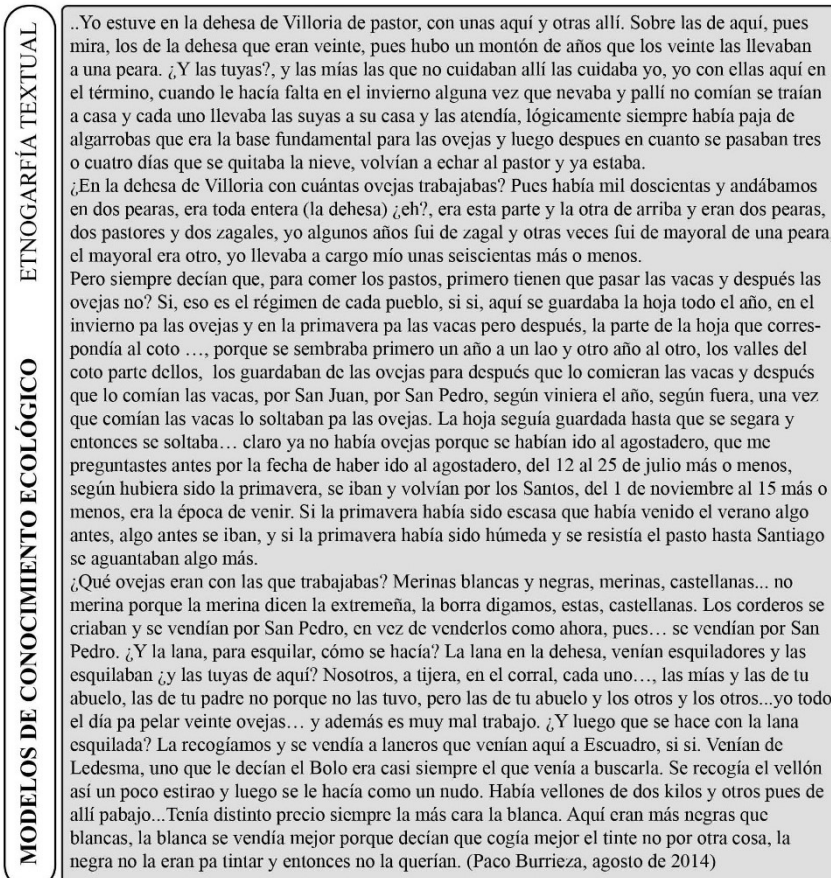 ETNOGARFÍA TEXTUAL
MODELOS DE CONOCIMIENTO ECOLÓGICO
..Yo estuve en la dehesa de Villoria de pastor, con unas aquí y otras allí. Sobre las de aquí, pues
mira, los de la dehesa que eran veinte, pues hubo un montón de años que los veinte las llevaban
a una peara. ¿Y las tuyas?, y las mías las que no cuidaban allí las cuidaba yo, yo con ellas aquí en
el término, cuando le hacía falta en el invierno alguna vez que nevaba y pallí no comían se traían
a casa y cada uno llevaba las suyas a su casa y las atendía, lógicamente siempre había paja de
algarrobas que era la base fundamental para las ovejas y luego despues en cuanto se pasaban tres
o cuatro días que se quitaba la nieve, volvían a echar al pastor y ya estaba.
¿En la dehesa de Villoria con cuántas ovejas trabajabas? Pues había mil doscientas y andábamos
en dos pearas, era toda entera (la dehesa) ¿eh?, era esta parte y la otra de arriba y eran dos pearas,
dos pastores y dos zagales, yo algunos años fui de zagal y otras veces fui de mayoral de una peara,
el mayoral era otro, yo llevaba a cargo mío unas seiscientas más o menos.
Pero siempre decían que, para comer los pastos, primero tienen que pasar las vacas y después las
ovejas no? Si, eso es el régimen de cada pueblo, si si, aquí se guardaba la hoja todo el año, en el
invierno pa las ovejas y en la primavera pa las vacas pero después, la parte de la hoja que corres-
pondía al coto …, porque se sembraba primero un año a un lao y otro año al otro, los valles del
coto parte dellos, los guardaban de las ovejas para después que lo comieran las vacas y después
que lo comían las vacas, por San Juan, por San Pedro, según viniera el año, según fuera, una vez
que comían las vacas lo soltaban pa las ovejas. La hoja seguía guardada hasta que se segara y
entonces se soltaba… claro ya no había ovejas porque se habían ido al agostadero, que me
preguntastes antes por la fecha de haber ido al agostadero, del 12 al 25 de julio más o menos,
según hubiera sido la primavera, se iban y volvían por los Santos, del 1 de noviembre al 15 más o
menos, era la época de venir. Si la primavera había sido escasa que había venido el verano algo
antes, algo antes se iban, y si la primavera había sido húmeda y se resistía el pasto hasta Santiago
se aguantaban algo más.
¿Qué ovejas eran con las que trabajabas? Merinas blancas y negras, merinas, castellanas... no
merina porque la merina dicen la extremeña, la borra digamos, estas, castellanas. Los corderos se
criaban y se vendían por San Pedro, en vez de venderlos como ahora, pues… se vendían por San
Pedro. ¿Y la lana, para esquilar, cómo se hacía? La lana en la dehesa, venían esquiladores y las
esquilaban ¿y las tuyas de aquí? Nosotros, a tijera, en el corral, cada uno…, las mías y las de tu
abuelo, las de tu padre no porque no las tuvo, pero las de tu abuelo y los otros y los otros...yo todo
el día pa pelar veinte ovejas… y además es muy mal trabajo. ¿Y luego que se hace con la lana
esquilada? La recogíamos y se vendía a laneros que venían aquí a Escuadro, si si. Venían de
Ledesma, uno que le decían el Bolo era casi siempre el que venía a buscarla. Se recogía el vellón
así un poco estirao y luego se le hacía como un nudo. Había vellones de dos kilos y otros pues de
allí pabajo...Tenía distinto precio siempre la más cara la blanca. Aquí eran más negras que
blancas, la blanca se vendía mejor porque decían que cogía mejor el tinte no por otra cosa, la
negra no la eran pa tintar y entonces no la querían. (Paco Burrieza, agosto de 2014)